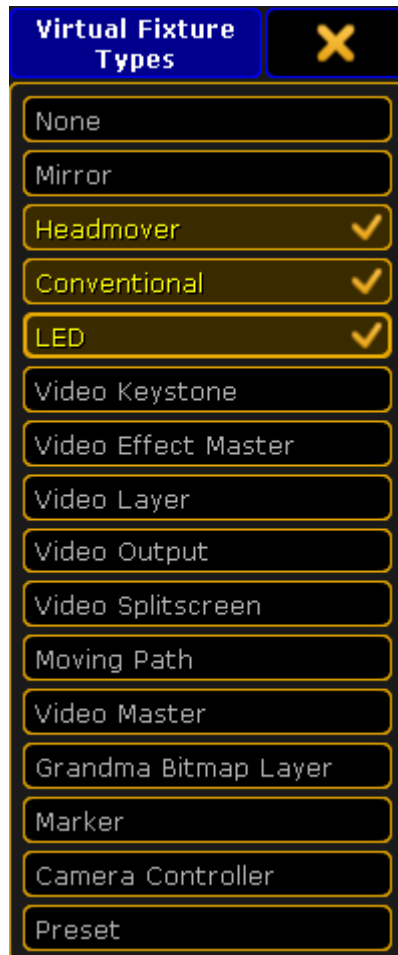 Virtual Fixture
Types
None
Mirror
Headmover
Conventional
LED
Video Keystone
Video Effect Master
Video Layer
Video Output
Video Splitscreen
Moving Path
Video Master
Grandma Bitmap Layer
Marker
Camera Controller
Preset